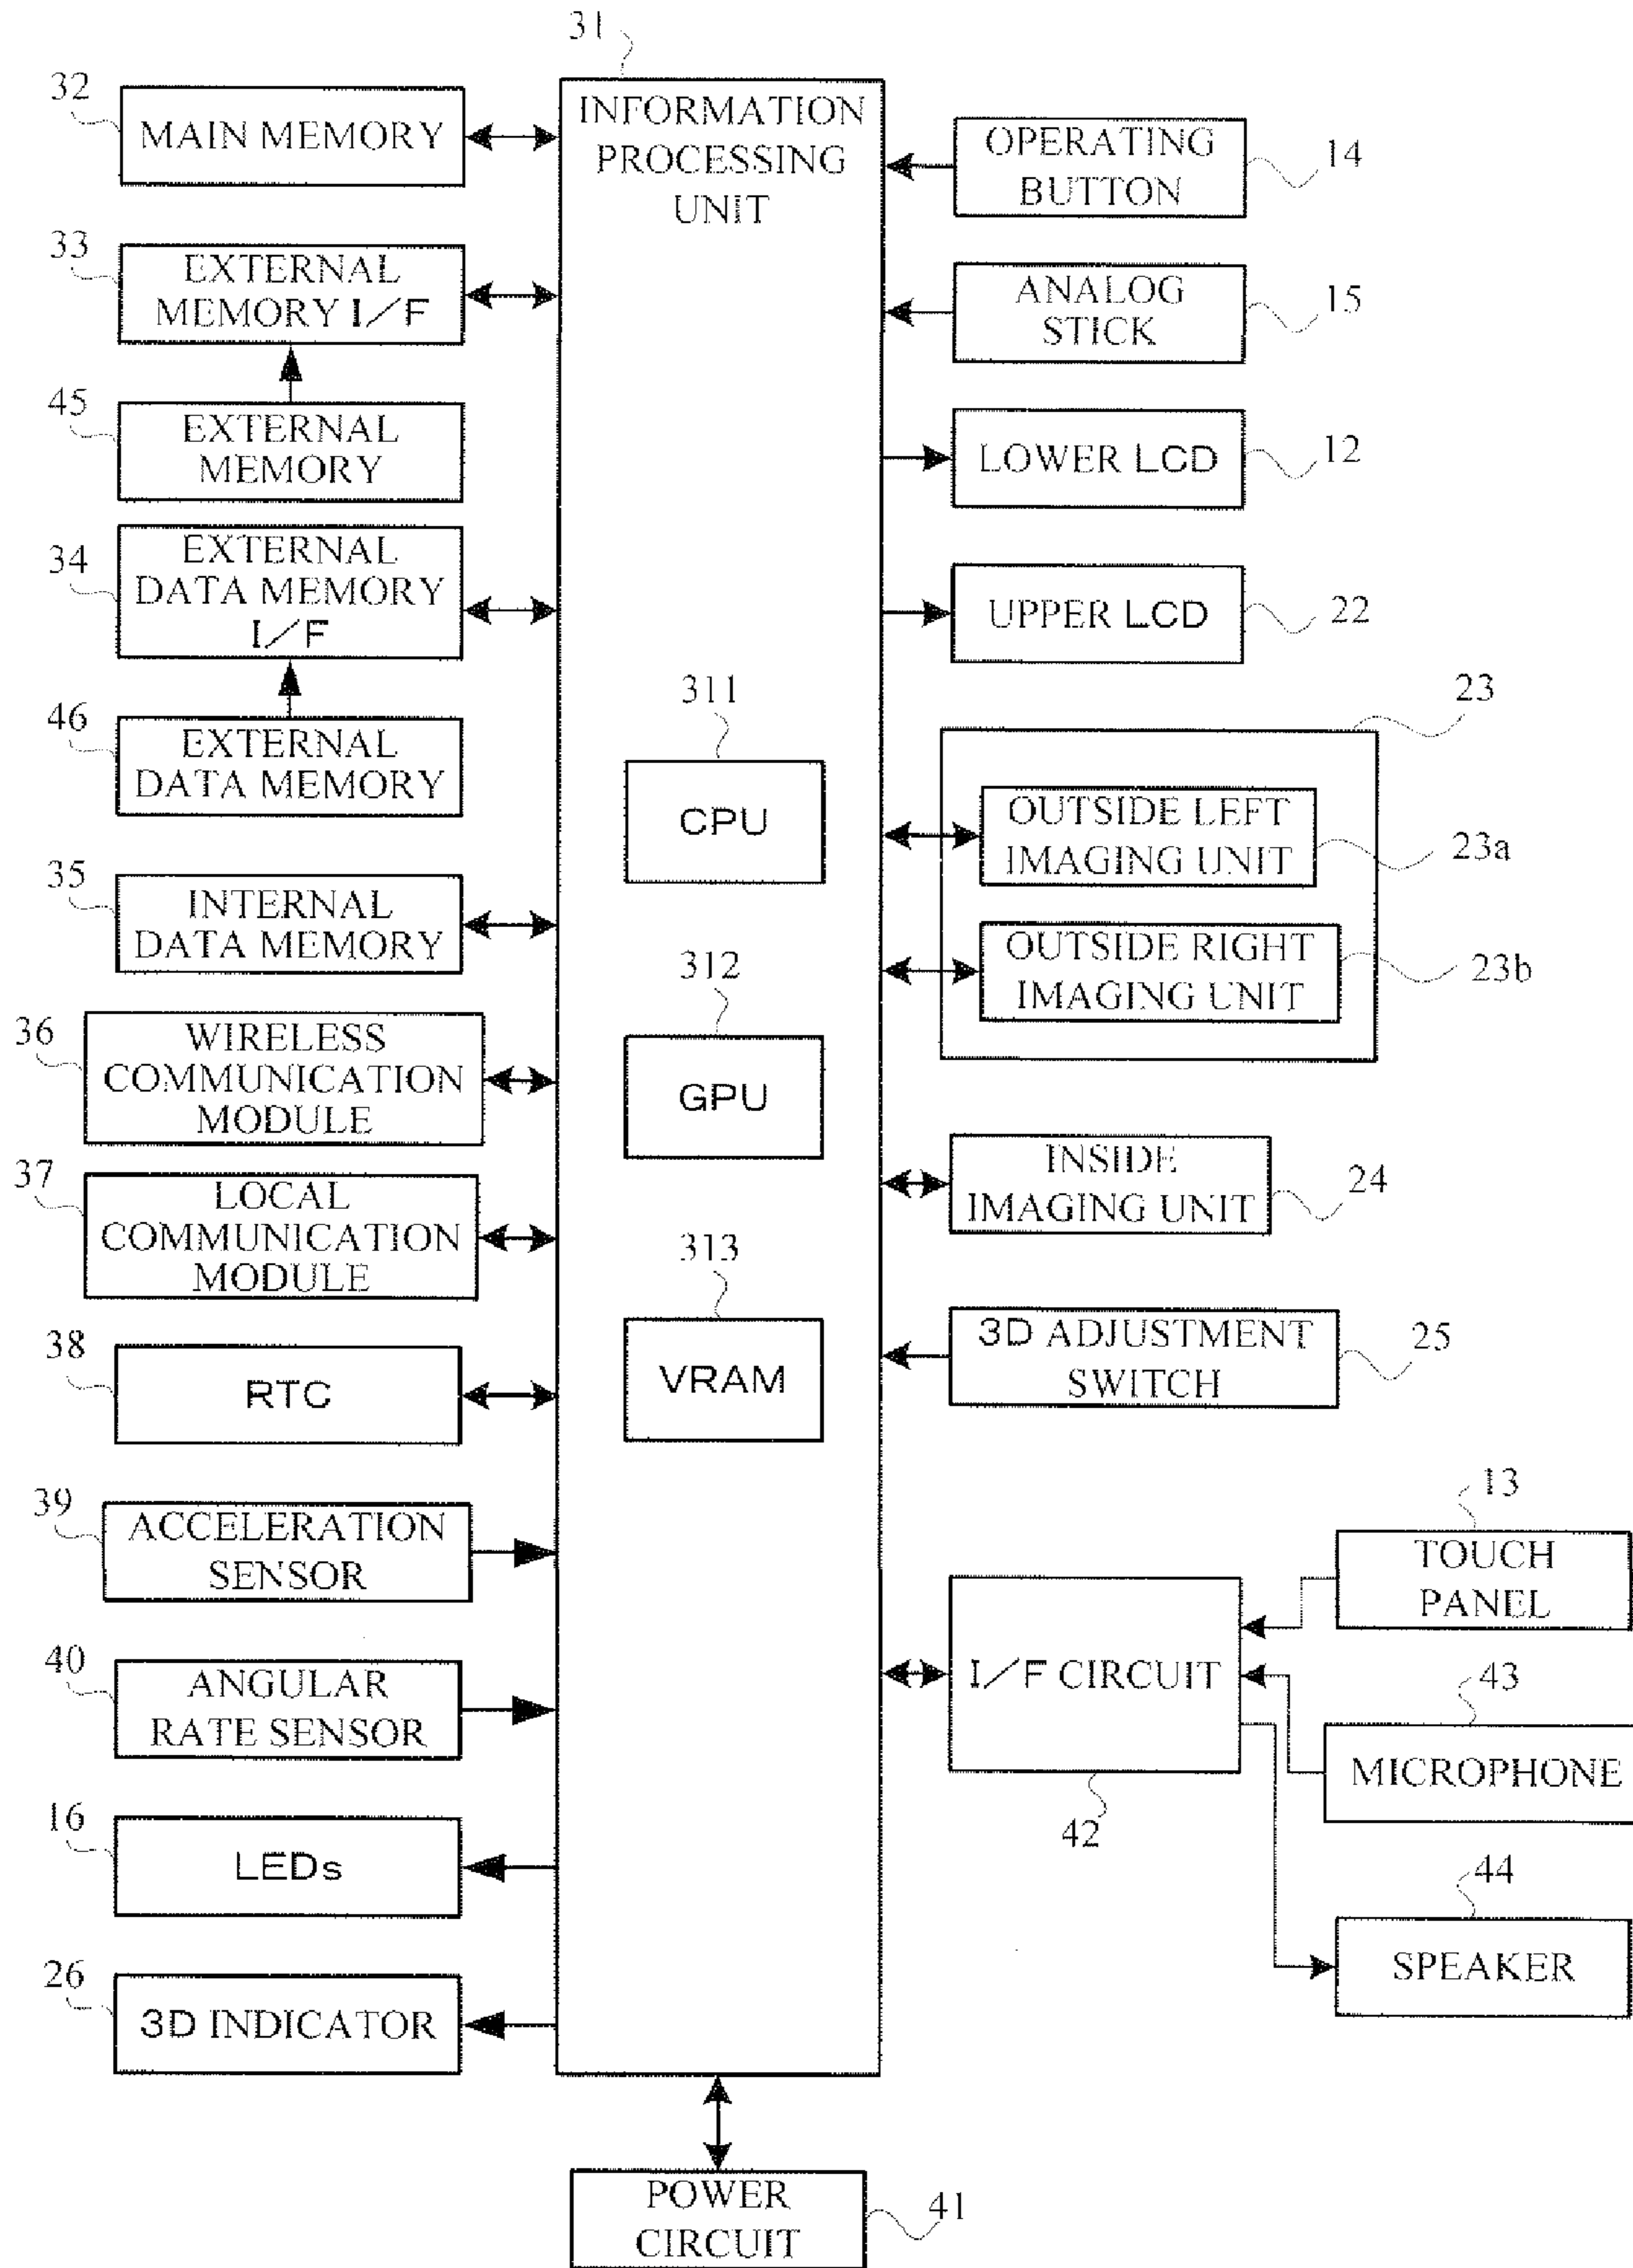 31
INFORMATION
PROCESSING
UNIT
32
MAIN MEMORY
33
EXTERNAL
MEMORY I/F
45
EXTERNAL
MEMORY
34
EXTERNAL
DATA MEMORY
I/F
46
EXTERNAL
DATA MEMORY
35
INTERNAL
DATA MEMORY
36
WIRELESS
COMMUNICATION
MODULE
37
LOCAL
COMMUNICATION
MODULE
38
RTC
39
ACCELERATION
SENSOR
40
ANGULAR
RATE SENSOR
16
LEDs
26
3D INDICATOR
311
CPU
312
GPU
313
VRAM
OPERATING
BUTTON
14
ANALOG
STICK
15
LOWER LCD
12
UPPER LCD
22
23
OUTSIDE LEFT
IMAGING UNIT
23a
OUTSIDE RIGHT
IMAGING UNIT
23b
INSIDE
IMAGING UNIT
24
3D ADJUSTMENT
SWITCH
25
13
TOUCH
PANEL
I/F CIRCUIT
42
43
MICROPHONE
44
SPEAKER
POWER
CIRCUIT
41